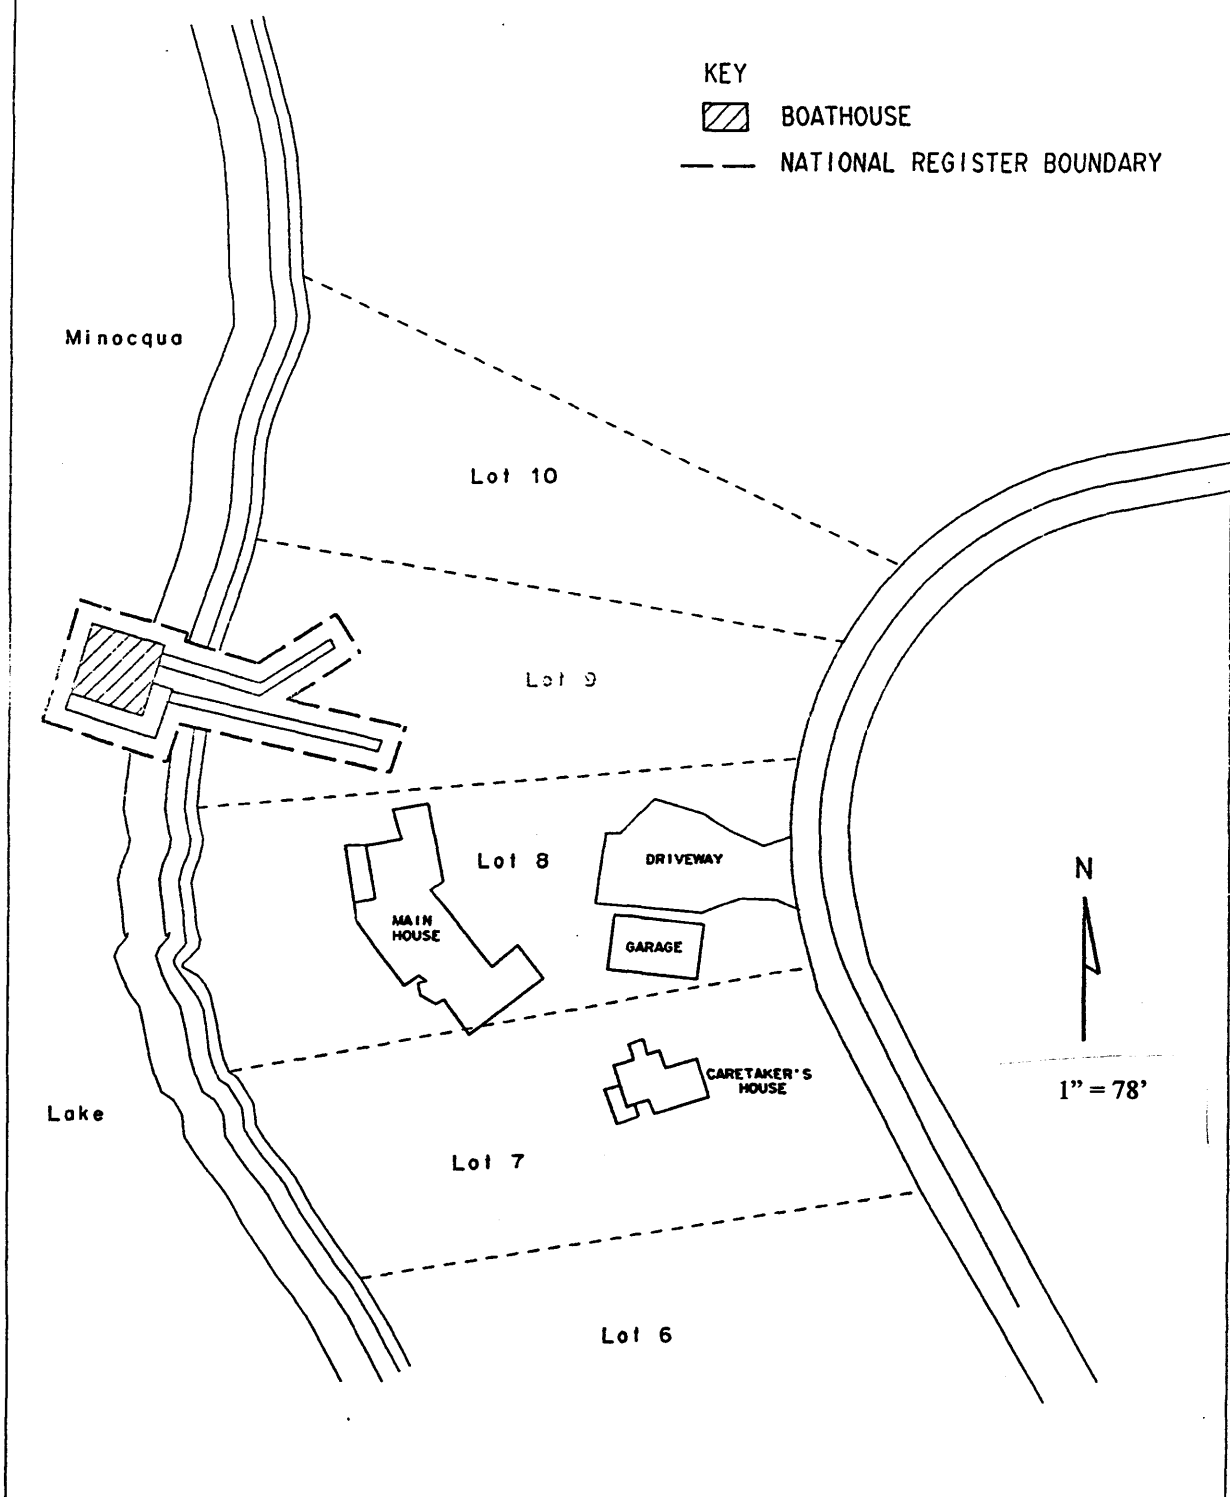 KEY
BOATHOUSE
NATIONAL REGISTER BOUNDARY
Minocqua
Lot 10
Lot 9
Lot 8
DRIVEWAY
N
MAIN
HOUSE
GARAGE
CARETAKER'S
HOUSE
1" = 78'
Lake
Lot 7
Lot 6